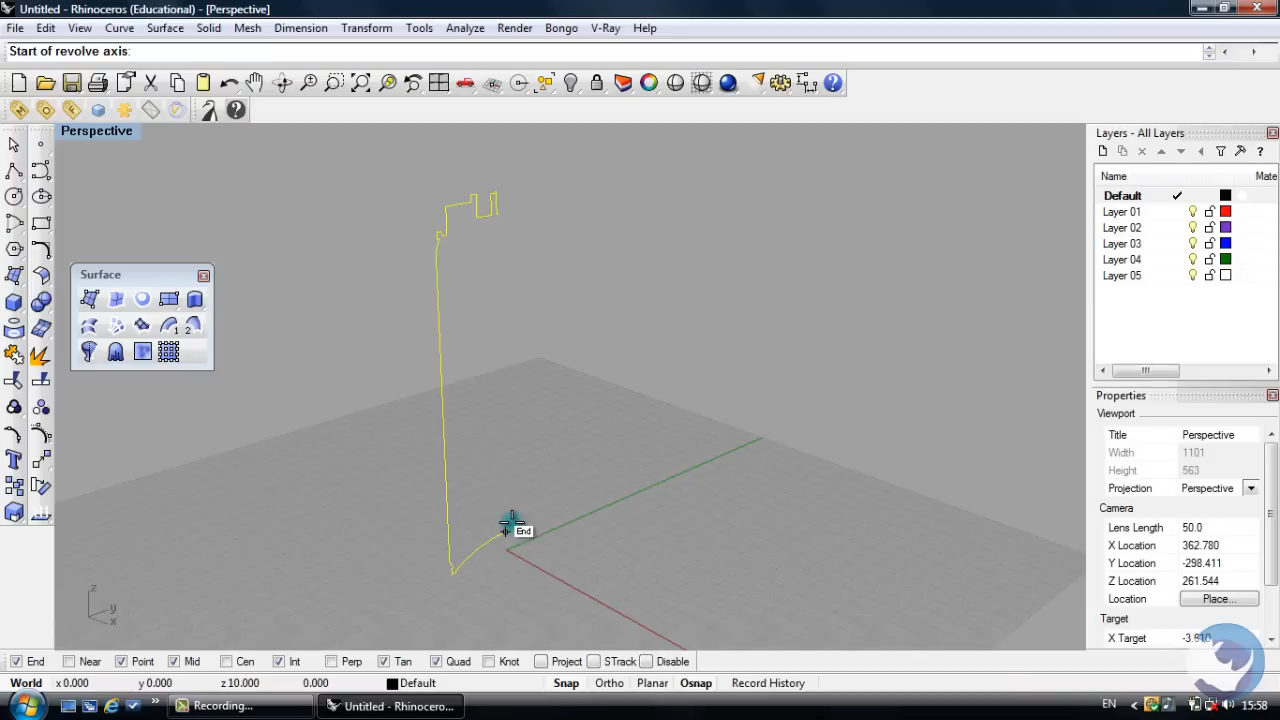 Untitled - Rhinoceros (Educational) - [Perspective]
File Edit View Curve Surface Solid Mesh Dimension Transform Tools Analyze Render Bongo V-Ray Help
Start of revolve axis:
Perspective
Layers - All Layers
Name Mate
Default
Layer 01
Layer 02
Layer 03
Layer 04
Layer 05
Surface
1 2
Properties
Viewport
Title Perspective
Width 1101
Height 563
Projection Perspective
Camera
Lens Length 50.0
X Location 362.780
Y Location -298.411
Z Location 261.544
Location Place...
Target
X Target -3.810
End
z
y
x
End Near Point Mid Cen Int Perp Tan Quad Knot Project STrack Disable
World x 0.000 y 0.000 z 10.000 0.000 Default Snap Ortho Planar Osnap Record History
Recording... Untitled - Rhinocero... EN 15:58